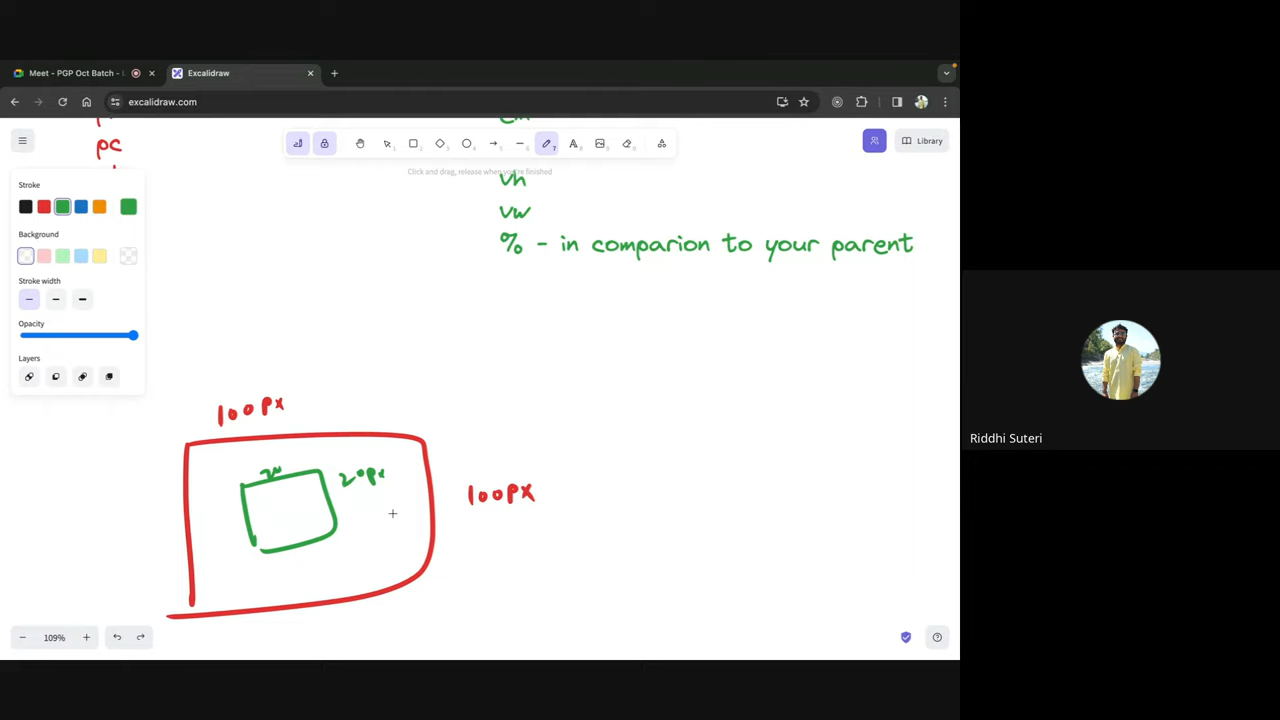 Meet - PGP Oct Batch -
Excalidraw
excalidraw.com
pc
Library
Click and drag, release when you're finished
vh
Stroke
vw
Background
% - in comparion to your parent
Stroke width
Opacity
Layers
100px
20px
100px
Riddhi Suteri
109%